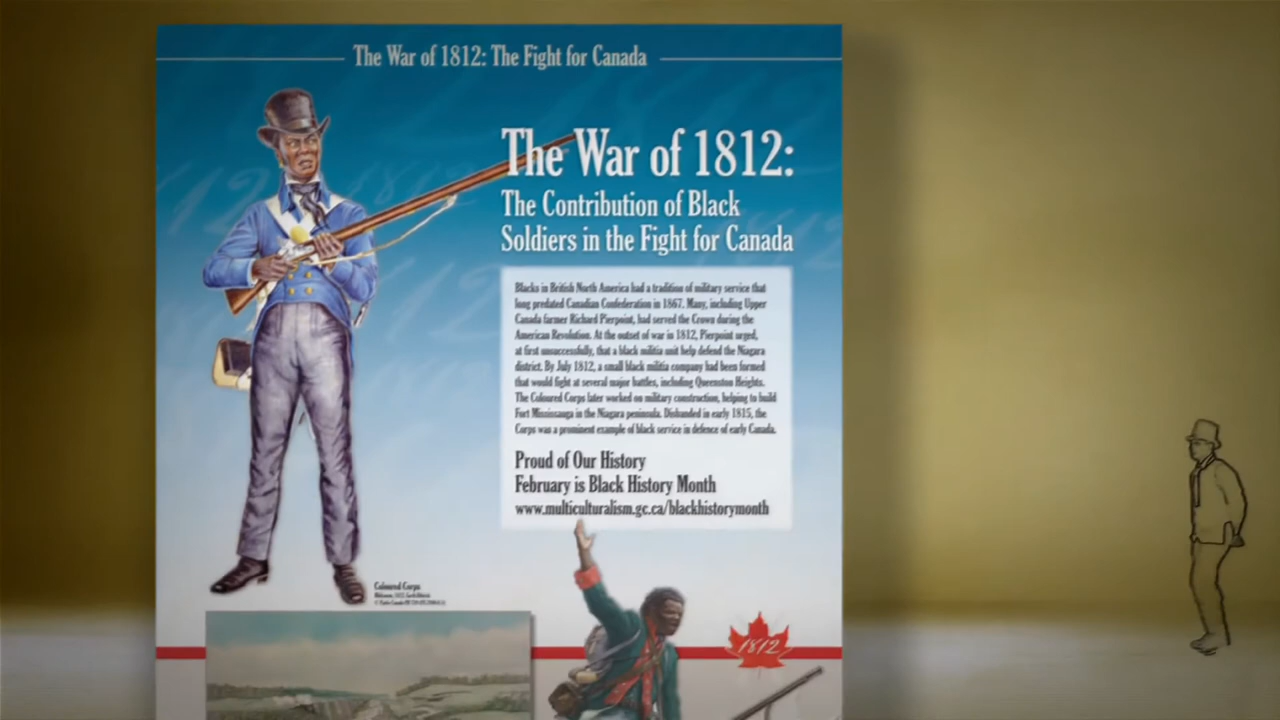 The War of 1812: The Fight for Canada
The War of 1812:
The Contribution of Black
Soldiers in the Fight for Canada
Blacks in British North America had a tradition of military service that
long predated Canadian Confederation in 1867. Many, including Upper
Canada farmer Richard Pierpoint, had served the Crown during the
American Revolution. At the outset of war in 1812, Pierpoint urged,
at first unsuccessfully, that a black militia unit help defend the Niagara
district. By July 1812, a small black militia company had been formed
that would fight at several major battles, including Queenston Heights.
The Coloured Corps later worked on military construction, helping to build
Fort Mississauga in the Niagara peninsula. Disbanded in early 1815, the
Corps was a prominent example of black service in defence of early Canada.
Proud of Our History
February is Black History Month
www.multiculturalism.gc.ca/blackhistorymonth
Coloured Corps
1812